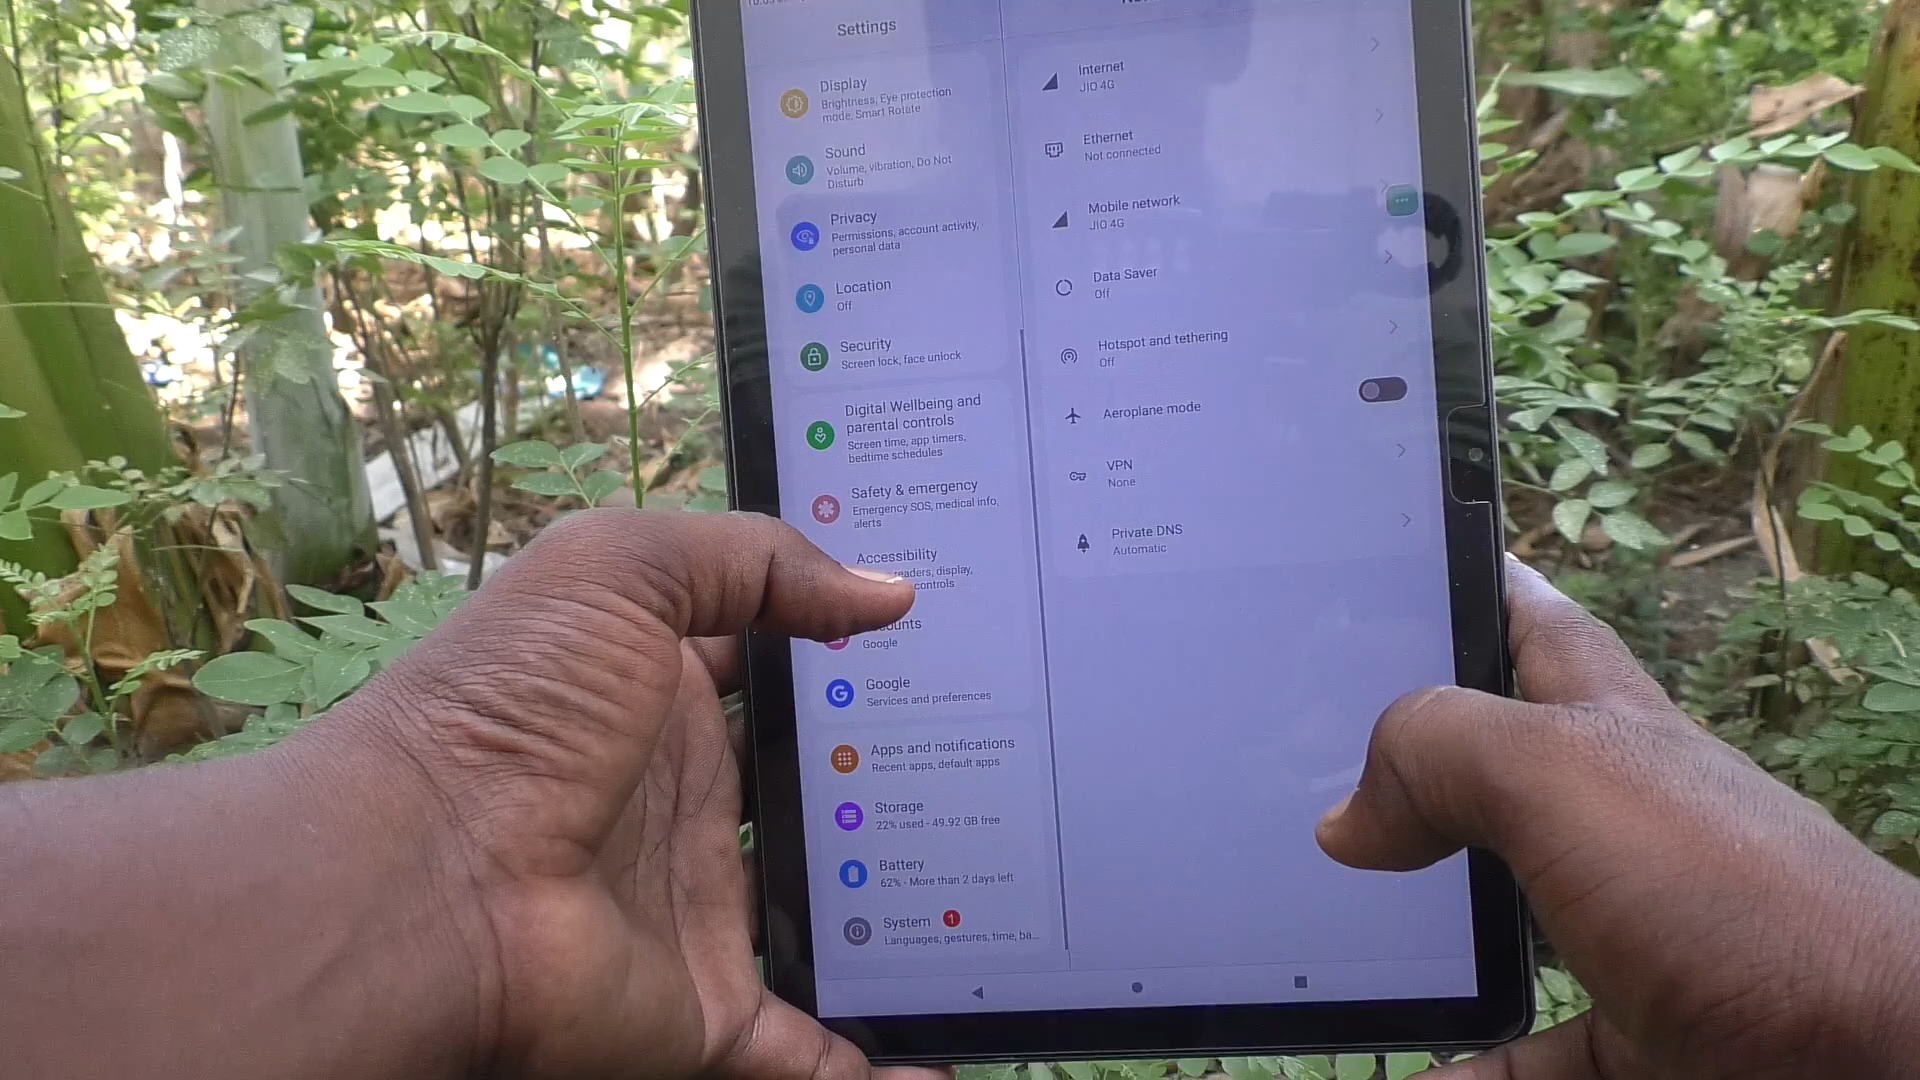 Settings
Display
Brightness, Eye protection
mode, Smart Rotate
Sound
Volume, vibration, Do Not
Disturb
Privacy
Permissions, account activity,
personal data
Location
Off
Security
Screen lock, face unlock
Digital Wellbeing and
parental controls
Screen time, app timers,
bedtime schedules
Safety & emergency
Emergency SOS, medical info,
alerts
Accessibility
display,
controls
Google
Google
Services and preferences
Apps and notifications
Recent apps, default apps
Storage
22% used - 49.92 GB free
Battery
62% - More than 2 days left
System 1
Languages, gestures, time, ba...
Internet
JIO 4G
Ethernet
Not connected
Mobile network
JIO 4G
Data Saver
Off
Hotspot and tethering
Off
Aeroplane mode
VPN
None
Private DNS
Automatic